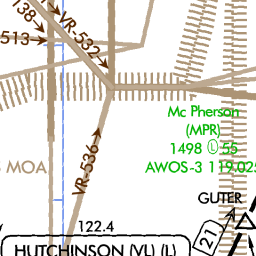 VR-532
138
513
Mc Pherson
(MPR)
1498 Ⓛ 55
AWOS-3 119.025
VR-536
MOA
GUTER
122.4
21
HUTCHINSON (VL) (L)